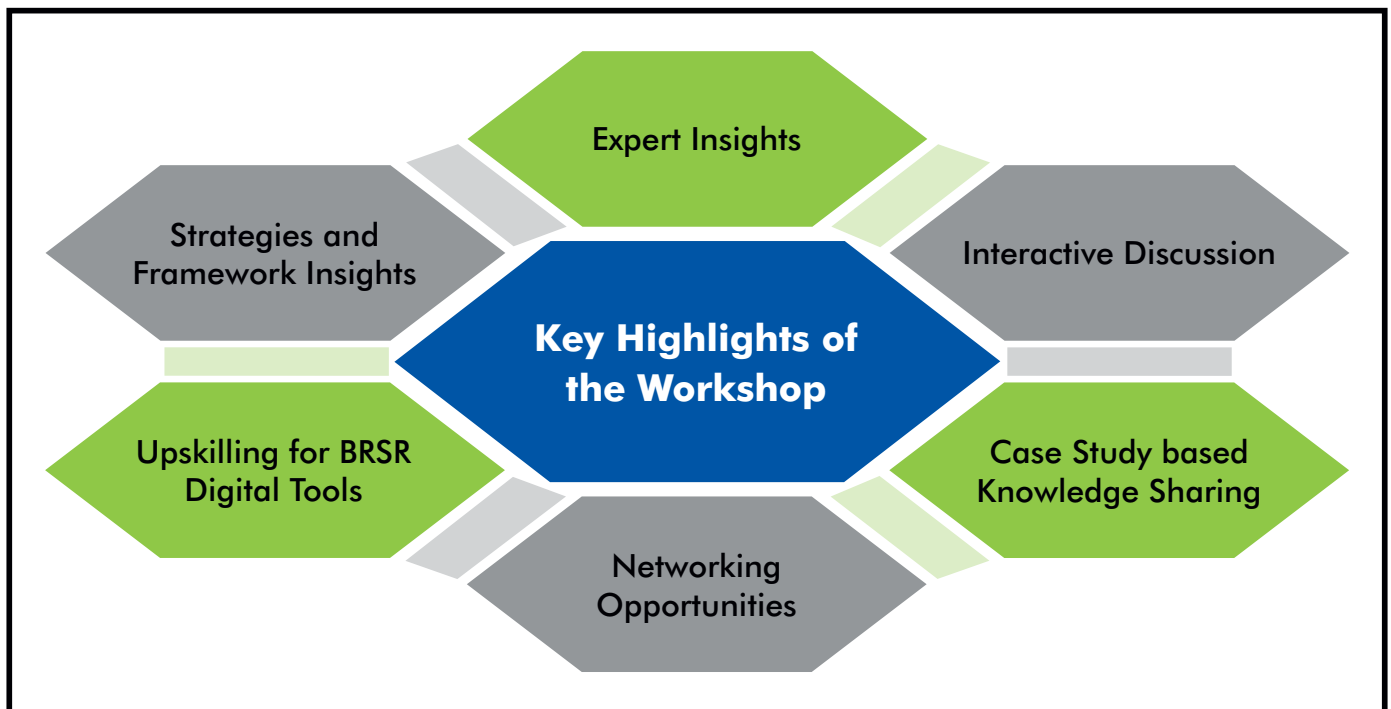 Expert Insights
Strategies and
Framework Insights
Interactive Discussion
Key Highlights of
the Workshop
Upskilling for BRSR
Digital Tools
Case Study based
Knowledge Sharing
Networking
Opportunities